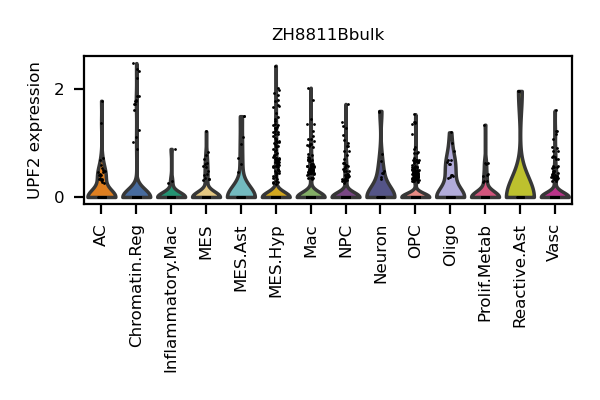 ZH8811Bbulk
UPF2 expression
2
0
AC
Chromatin.Reg
Inflammatory.Mac
MES
MES.Ast
MES.Hyp
Mac
NPC
Neuron
OPC
Oligo
Prolif.Metab
Reactive.Ast
Vasc